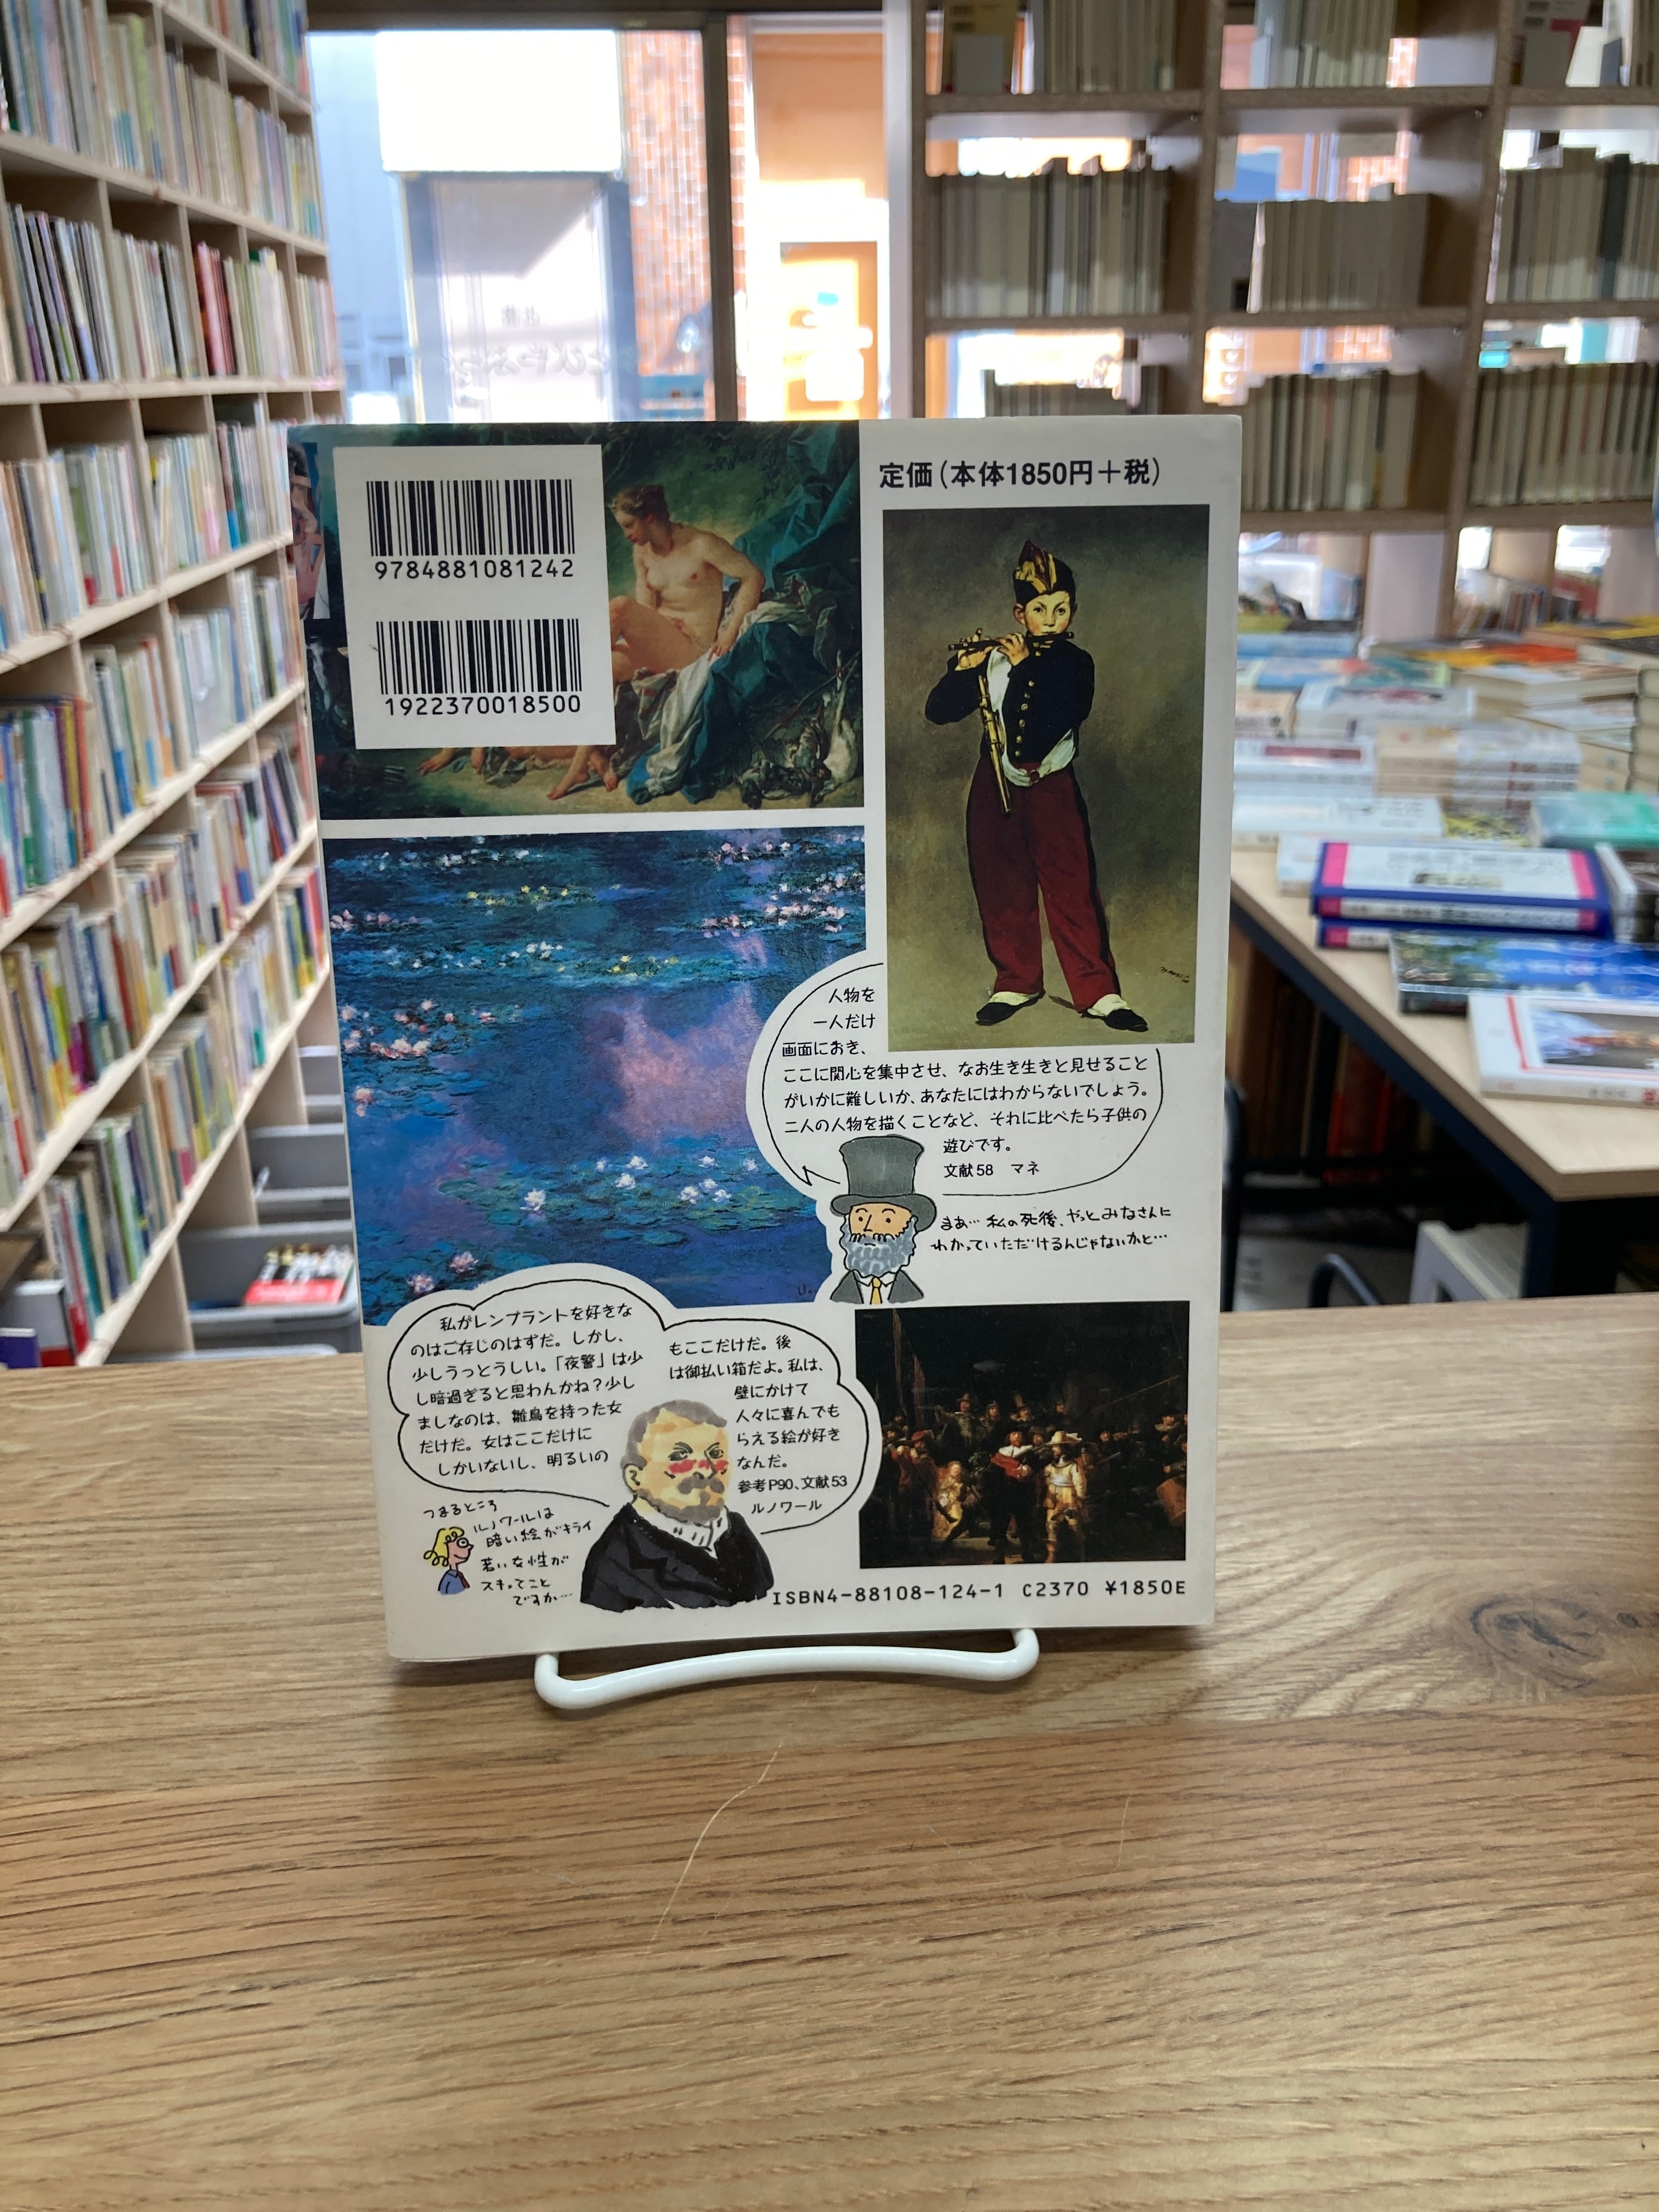 9784881081242
1922370018500
定価(本体1850円+税)
人物を
一人だけ
画面におき、
ここに関心を集中させ、なお生き生きと見せること
がいかに難しいか、あなたにはわからないでしょう。
二人の人物を描くことなど、それに比べたら子供の
遊びです。
文献58 マネ
まあ… 私の死後、やっとみなさんに
わかっていただけるんじゃないかと…
私がレンブラントを好きな
のはご存じのはずだ。しかし、
少しうっとうしい。「夜警」は少
し暗過ぎると思わんかね?少し
ましなのは、雛鳥を持った女
だけだ。女はここだけに
しかいないし、明るいの
もここだけだ。後
は御払い箱だよ。私は、
壁にかけて
人々に喜んでも
らえる絵が好き
なんだ。
参考P90、文献53
ルノワール
つまるところ
ルノワールは
暗い絵がキライ
若い女性が
スキってこと
ですか…
ISBN4-88108-124-1 C2370 ¥1850E